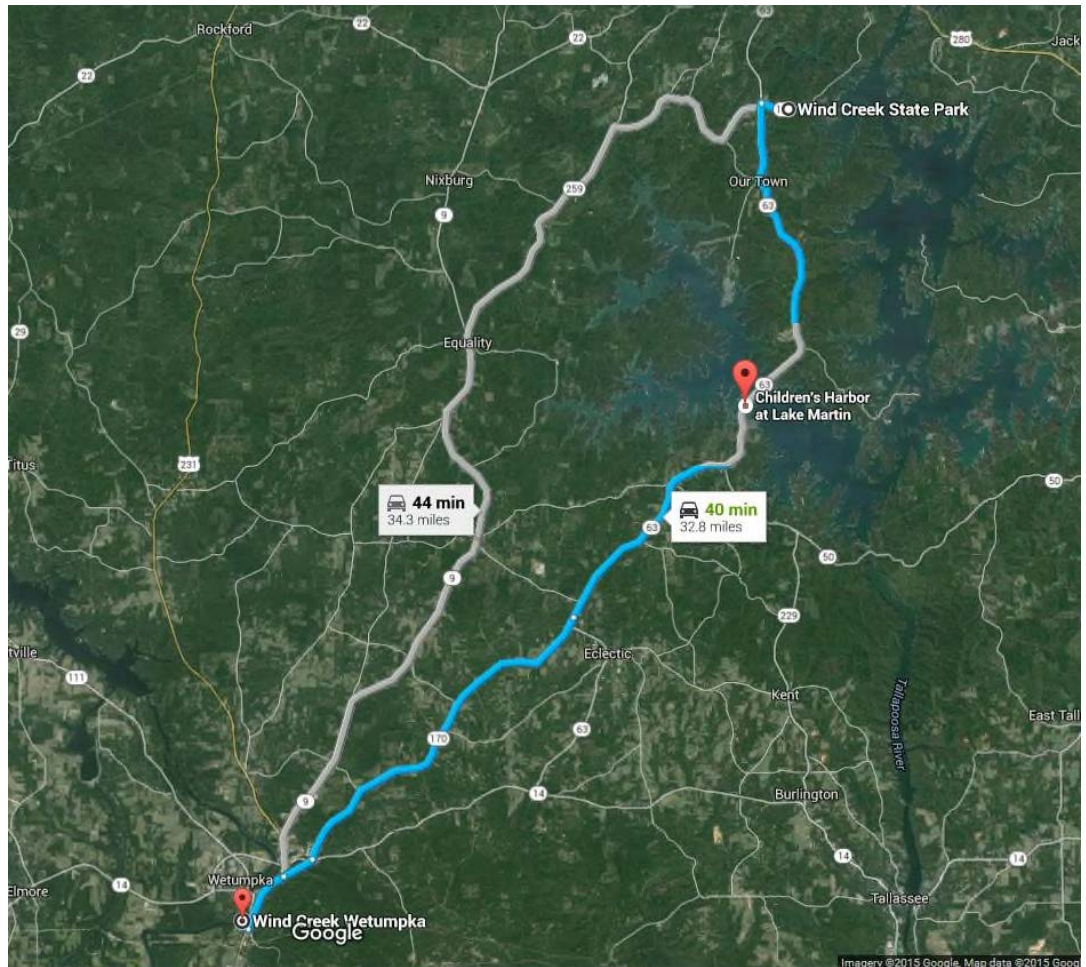 63
Rockford
22
22
280
Jack
22
Wind Creek State Park
Nixburg
Our Town
259
9
63
29
Equality
63
Children's Harbor
at Lake Martin
Titus
231
50
44 min
34.3 miles
40 min
32.8 miles
63
50
9
229
tville
Eclectic
111
Kent
Tallapoosa River
East Tall
63
170
14
Burlington
9
14
14
Wetumpka
Elmore
14
Tallassee
Wind Creek Wetumpka
Google
Imagery ©2015 Google, Map data ©2015 Googl